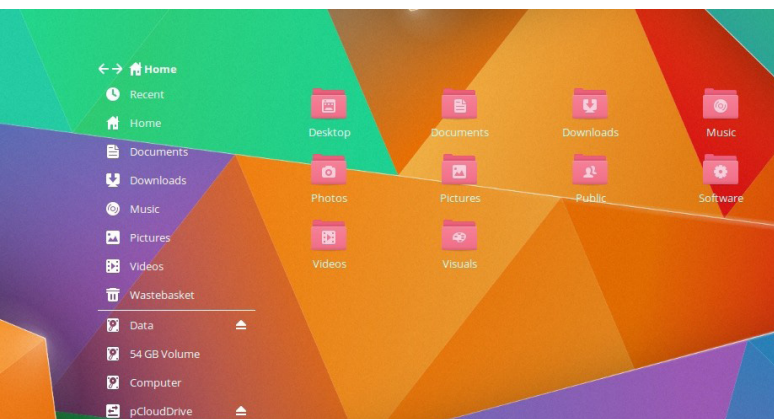 Home
Recent
Home
Documents
Downloads
Music
Pictures
Videos
Wastebasket
Data
54 GB Volume
Computer
pCloudDrive
Desktop Documents Downloads Music
Photos Pictures Public Software
Videos Visuals